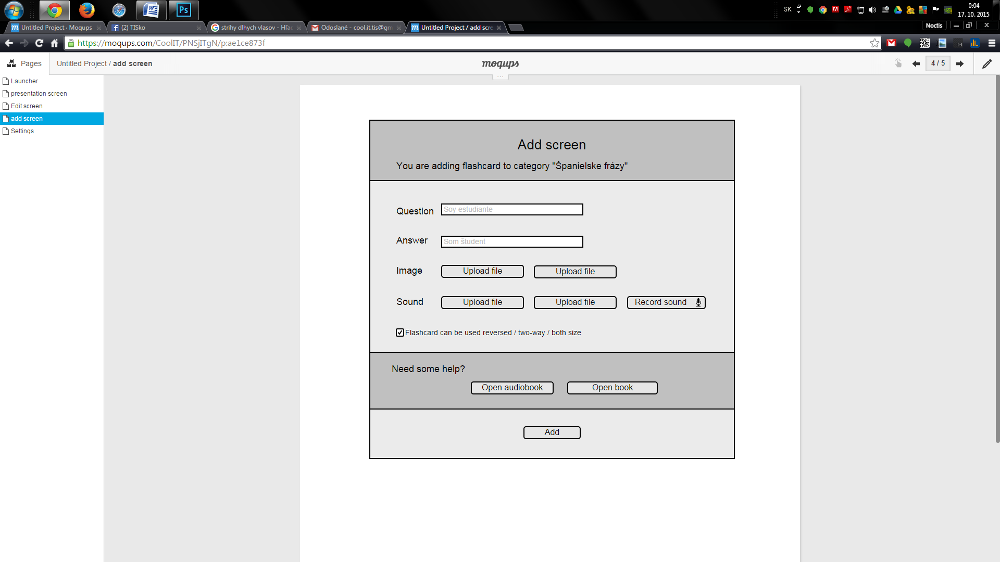 SK
0:04
17. 10. 2015
Untitled Project · Moqups
(2) TISko
strihy dlhych vlasov - Hľa
Odoslané - cool.it.tis@gm
Untitled Project / add scre
Noctis
https://moqups.com/CoolIT/PNSjITgN/p:ae1ce873f
Pages
Untitled Project / add screen
moqups
4 / 5
Launcher
presentation screen
Edit screen
add screen
Settings
Add screen
You are adding flashcard to category "Španielske frázy"
Question
Soy estudiante
Answer
Som študent
Image
Upload file
Upload file
Sound
Upload file
Upload file
Record sound
Flashcard can be used reversed / two-way / both size
Need some help?
Open audiobook
Open book
Add